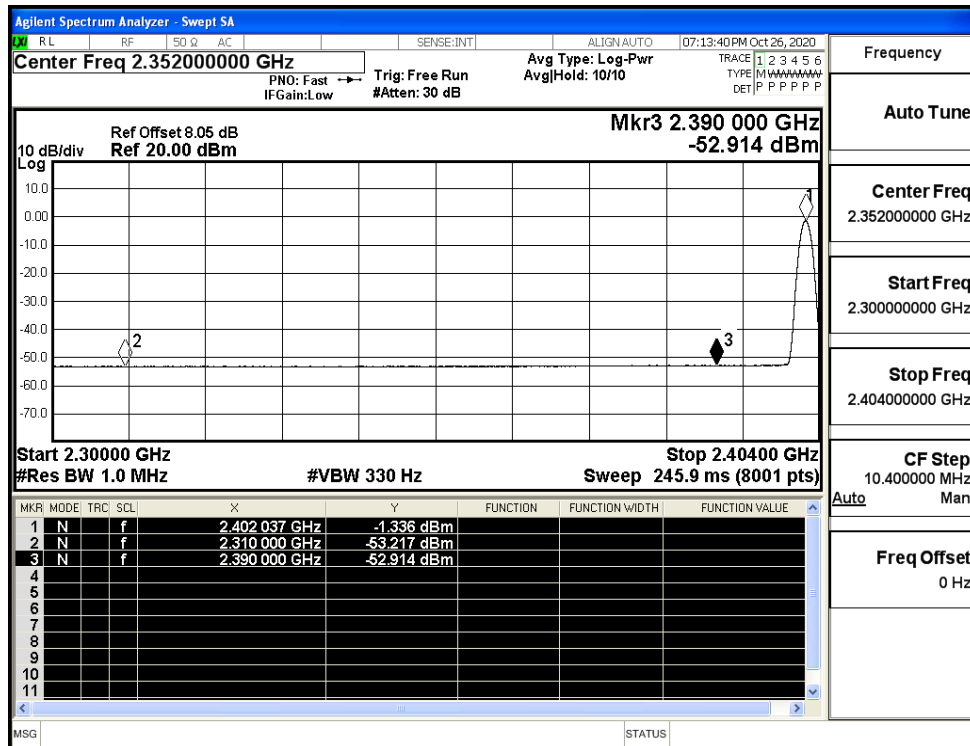 Agilent Spectrum Analyzer - Swept SA
LXI RL RF 50 Ω AC SENSE:INT ALIGN AUTO 07:13:40 PM Oct 26, 2020
Center Freq 2.352000000 GHz
PNO: Fast
IFGain:Low
Trig: Free Run
#Atten: 30 dB
Avg Type: Log-Pwr
Avg|Hold: 10/10
TRACE 1 2 3 4 5 6
TYPE M WWWWW
DET P P P P P P
Ref Offset 8.05 dB
10 dB/div Ref 20.00 dBm
Log
Mkr3 2.390 000 GHz
-52.914 dBm
10.0
0.00
-10.0
-20.0
-30.0
-40.0
-50.0
-60.0
-70.0
1
2
3
Start 2.30000 GHz Stop 2.40400 GHz
#Res BW 1.0 MHz #VBW 330 Hz Sweep 245.9 ms (8001 pts)
MKR MODE TRC SCL X Y FUNCTION FUNCTION WIDTH FUNCTION VALUE
1 N f 2.402 037 GHz -1.336 dBm
2 N f 2.310 000 GHz -53.217 dBm
3 N f 2.390 000 GHz -52.914 dBm
4
5
6
7
8
9
10
11
MSG STATUS
Frequency
Auto Tune
Center Freq
2.352000000 GHz
Start Freq
2.300000000 GHz
Stop Freq
2.404000000 GHz
CF Step
10.400000 MHz
Auto Man
Freq Offset
0 Hz